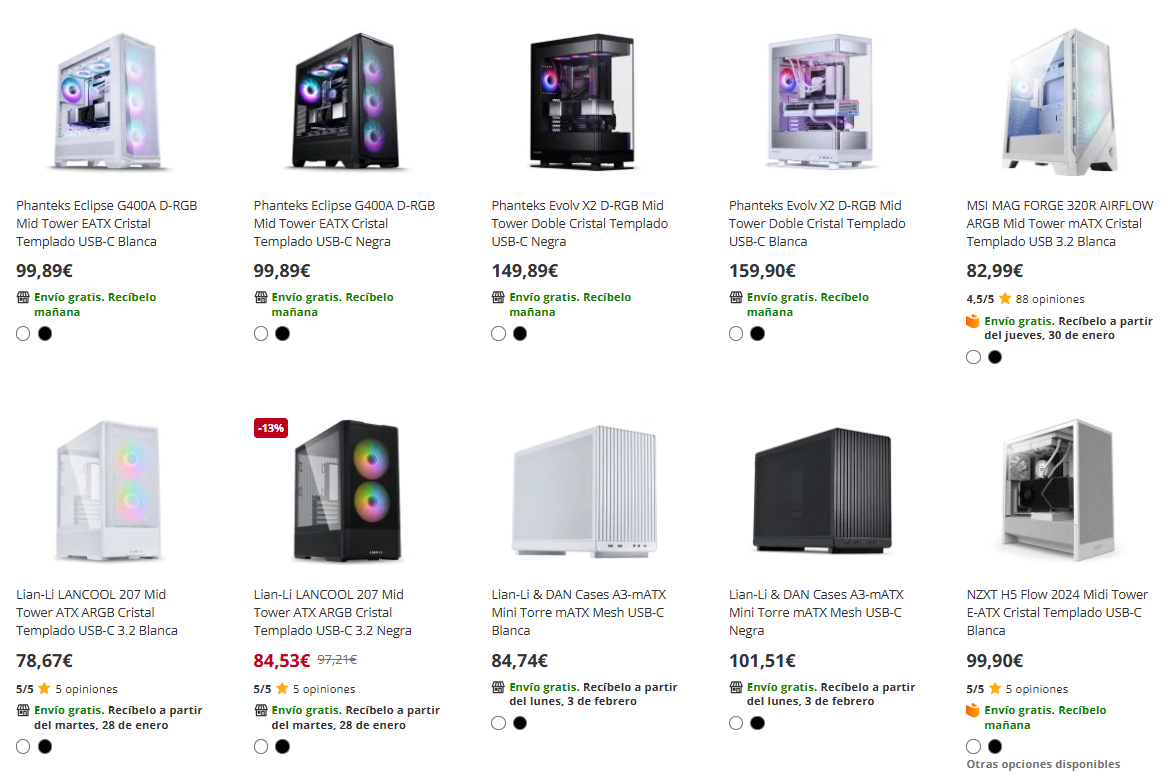 Phanteks Eclipse G400A D-RGB
Mid Tower EATX Cristal
Templado USB-C Blanca
99,89€
Envío gratis. Recíbelo
mañana
Phanteks Eclipse G400A D-RGB
Mid Tower EATX Cristal
Templado USB-C Negra
99,89€
Envío gratis. Recíbelo
mañana
Phanteks Evolv X2 D-RGB Mid
Tower Doble Cristal Templado
USB-C Negra
149,89€
Envío gratis. Recíbelo
mañana
Phanteks Evolv X2 D-RGB Mid
Tower Doble Cristal Templado
USB-C Blanca
159,90€
Envío gratis. Recíbelo
mañana
MSI MAG FORGE 320R AIRFLOW
ARGB Mid Tower mATX Cristal
Templado USB 3.2 Blanca
82,99€
4,5/5 88 opiniones
Envío gratis. Recíbelo a partir
del jueves, 30 de enero
Lian-Li LANCOOL 207 Mid
Tower ATX ARGB Cristal
Templado USB-C 3.2 Blanca
78,67€
5/5 5 opiniones
Envío gratis. Recíbelo a partir
del martes, 28 de enero
-13%
Lian-Li LANCOOL 207 Mid
Tower ATX ARGB Cristal
Templado USB-C 3.2 Negra
84,53€ 97,21€
5/5 5 opiniones
Envío gratis. Recíbelo a partir
del martes, 28 de enero
Lian-Li & DAN Cases A3-mATX
Mini Torre mATX Mesh USB-C
Blanca
84,74€
Envío gratis. Recíbelo a partir
del lunes, 3 de febrero
Lian-Li & DAN Cases A3-mATX
Mini Torre mATX Mesh USB-C
Negra
101,51€
Envío gratis. Recíbelo a partir
del lunes, 3 de febrero
NZXT H5 Flow 2024 Midi Tower
E-ATX Cristal Templado USB-C
Blanca
99,90€
5/5 5 opiniones
Envío gratis. Recíbelo
mañana
Otras opciones disponibles